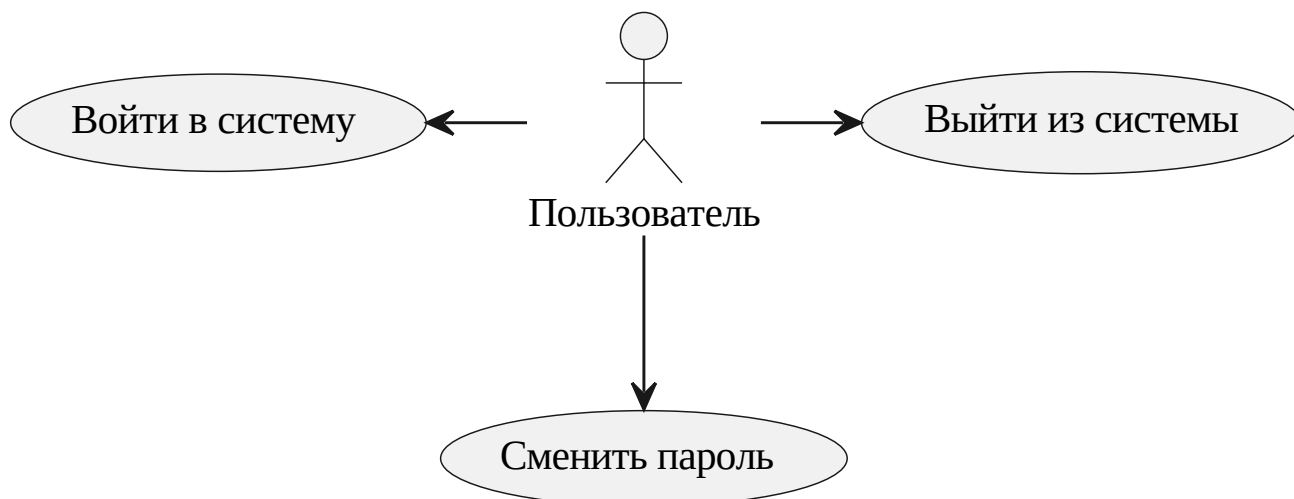 Войти в систему
Выйти из системы
Пользователь
Сменить пароль